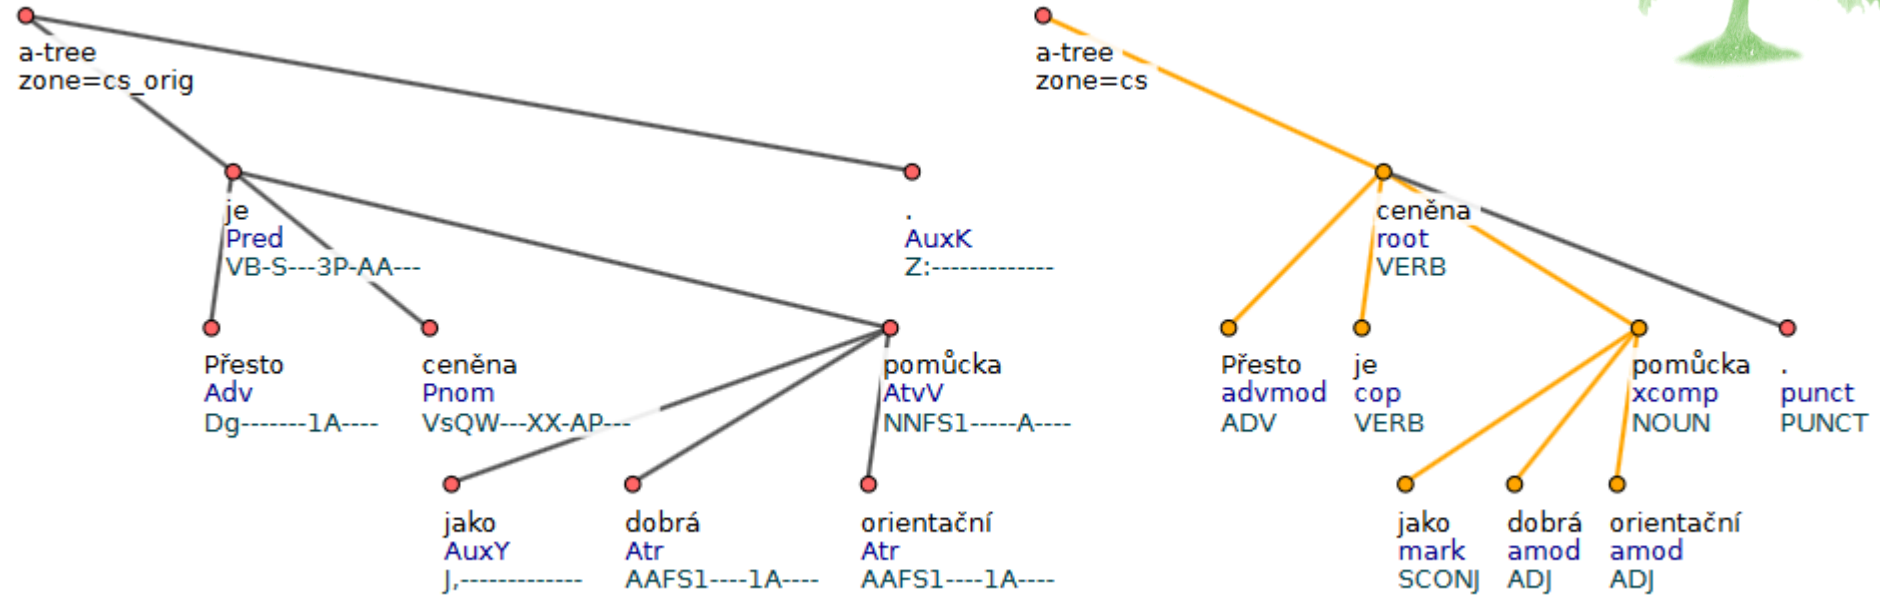 a-tree
zone=cs_orig
je
Pred
VB-S---3P-AA---
.
AuxK
Z:-------------
Přesto
Adv
Dg-------1A----
ceněna
Pnom
VsQW---XX-AP---
pomůcka
AtvV
NNFS1-----A----
jako
AuxY
J,-------------
dobrá
Atr
AAFS1----1A----
orientační
Atr
AAFS1----1A----
a-tree
zone=cs
ceněna
root
VERB
Přesto
advmod
ADV
je
cop
VERB
pomůcka
xcomp
NOUN
.
punct
PUNCT
jako
mark
SCONJ
dobrá
amod
ADJ
orientační
amod
ADJ